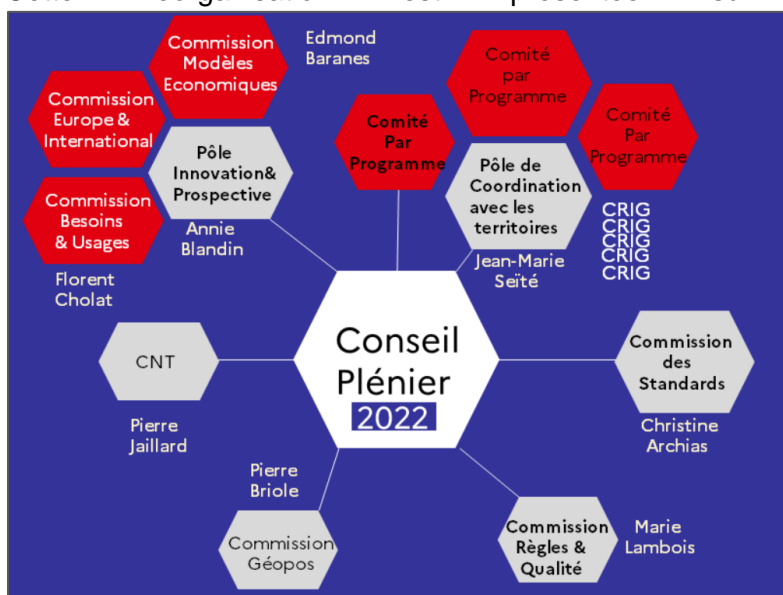 Commission
Modèles
Economiques
Edmond
Baranes
Commission
Europe &
International
Pôle
Innovation&
Prospective
Commission
Besoins
& Usages
Annie
Blandin
Florent
Cholat
Comité
Par
Programme
Comité
par
Programme
Comité
Par
Programme
Pôle de
Coordination
avec les
territoires
CRIG
CRIG
CRIG
CRIG
CRIG
Jean-Marie
Seïté
CNT
Pierre
Jaillard
Conseil
Plénier
2022
Commission
des
Standards
Christine
Archias
Pierre
Briole
Commission
Géopos
Commission
Règles &
Qualité
Marie
Lambois